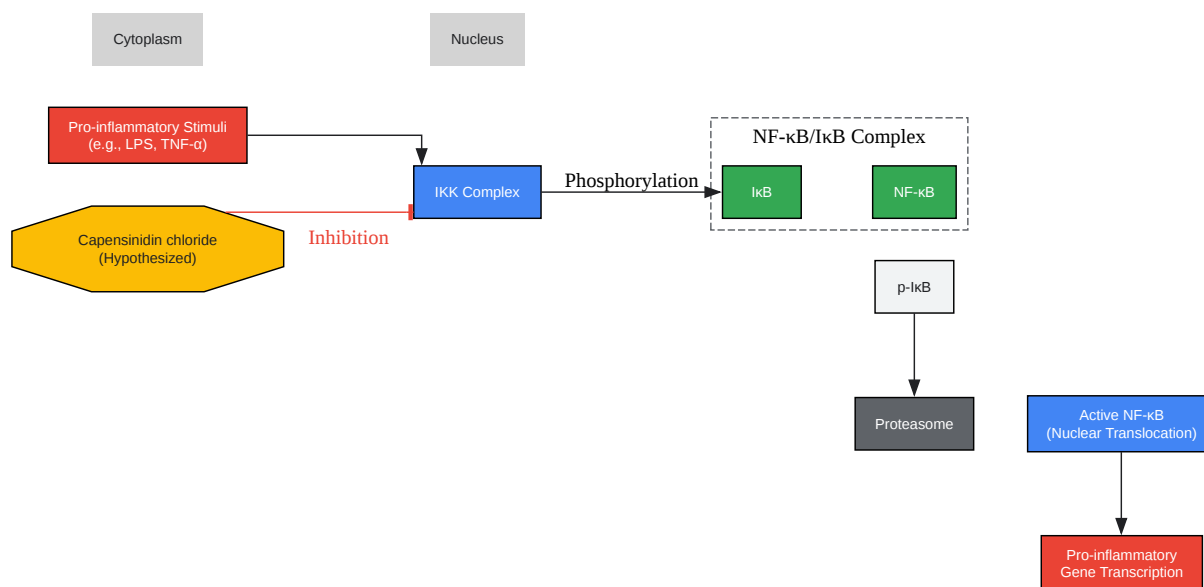 Cytoplasm
Nucleus
Pro-inflammatory Stimuli
(e.g., LPS, TNF-α)
NF-κB/IκB Complex
IKK Complex
Phosphorylation
IκB
NF-κB
Capensinidin chloride
(Hypothesized)
Inhibition
p-IκB
Proteasome
Active NF-κB
(Nuclear Translocation)
Pro-inflammatory
Gene Transcription